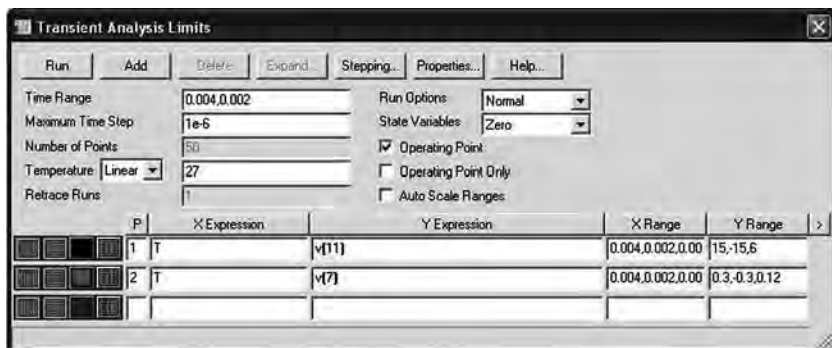 Transient Analysis Limits
Run Add Delete Expand... Stepping... Properties... Help...
Time Range 0.004,0.002 Run Options Normal
Maximum Time Step 1e-6 State Variables Zero
Number of Points 50 Operating Point
Temperature Linear 27 Operating Point Only
Retrace Runs 1 Auto Scale Ranges
P X Expression Y Expression X Range Y Range >
1 T v(11) 0.004,0.002,0.00 15,-15,6
2 T v(7) 0.004,0.002,0.00 0.3,-0.3,0.12